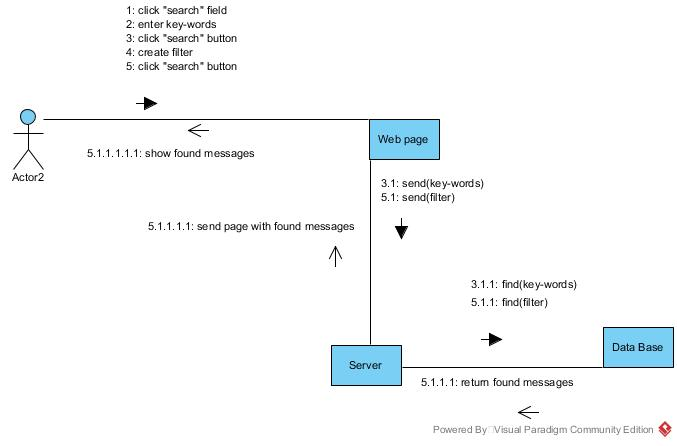 1: click "search" field
2: enter key-words
3: click "search" button
4: create filter
5: click "search" button
Web page
5.1.1.1.1.1: show found messages
Actor2
3.1: send(key-words)
5.1: send(filter)
5.1.1.1.1: send page with found messages
3.1.1: find(key-words)
5.1.1: find(filter)
Data Base
Server
5.1.1.1: return found messages
Powered By Visual Paradigm Community Edition